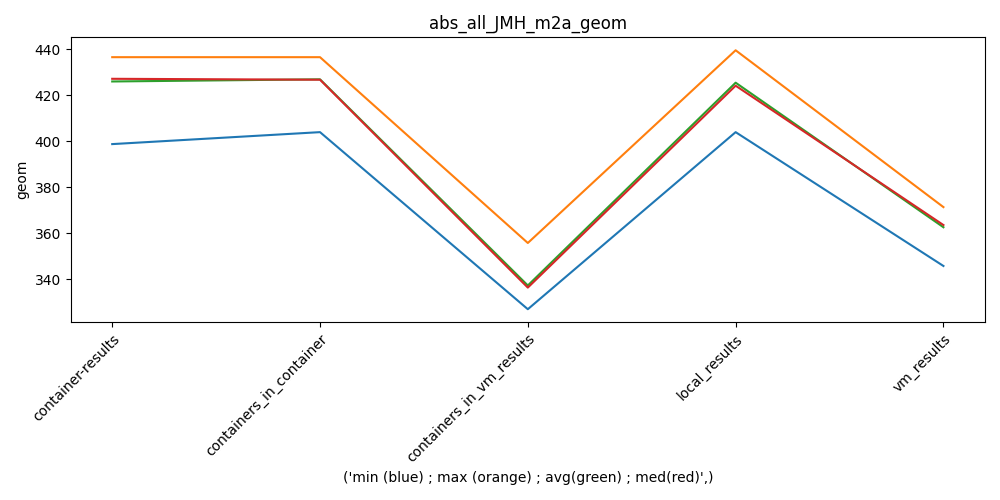 abs_all_JMH_m2a_geom
geom
440
420
400
380
360
340
container-results
containers_in_container
containers_in_vm_results
local_results
vm_results
('min (blue) ; max (orange) ; avg(green) ; med(red)',)